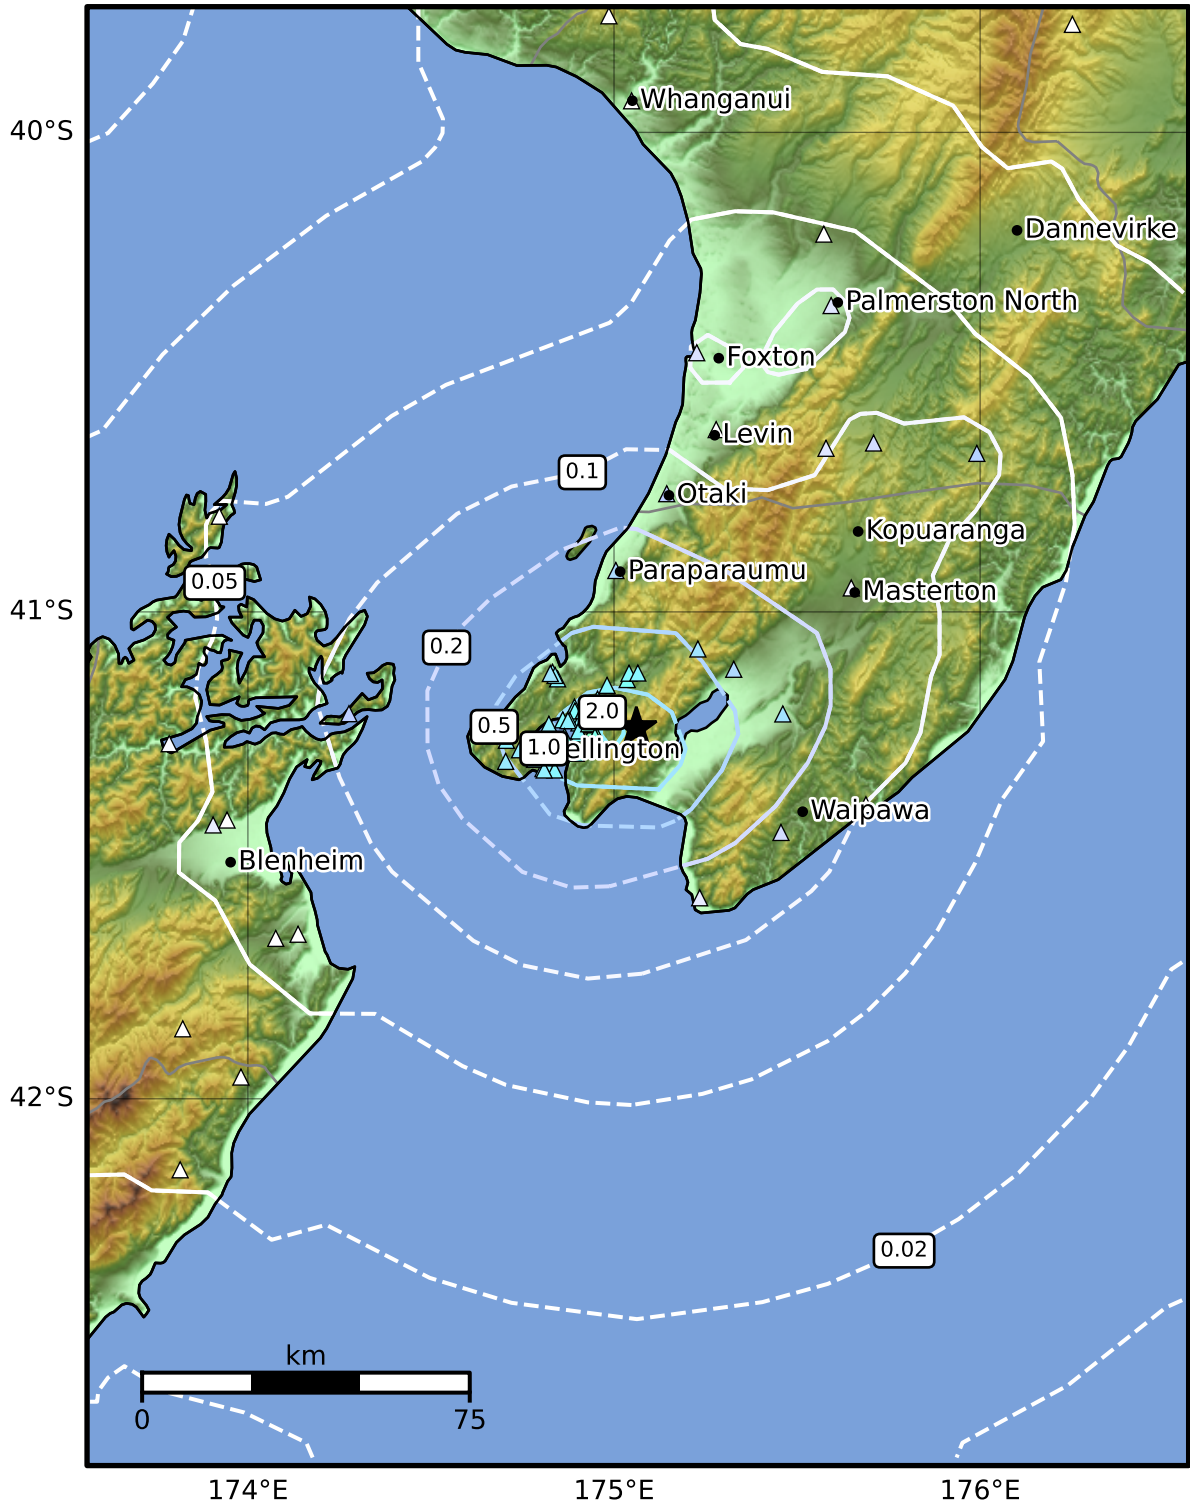 Whanganui
40°S
Dannevirke
Palmerston North
Foxton
Levin
0.1
Otaki
Kopuaranga
Paraparaumu
0.05
Masterton
41°S
0.2
2.0
0.5
1.0
ellington
Waipawa
Blenheim
42°S
0.02
km
0
75
174°E
175°E
176°E